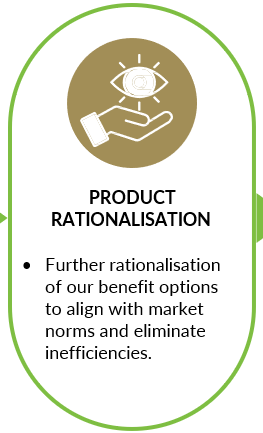 PRODUCT
RATIONALISATION
• Further rationalisation
of our benefit options
to align with market
norms and eliminate
inefficiencies.